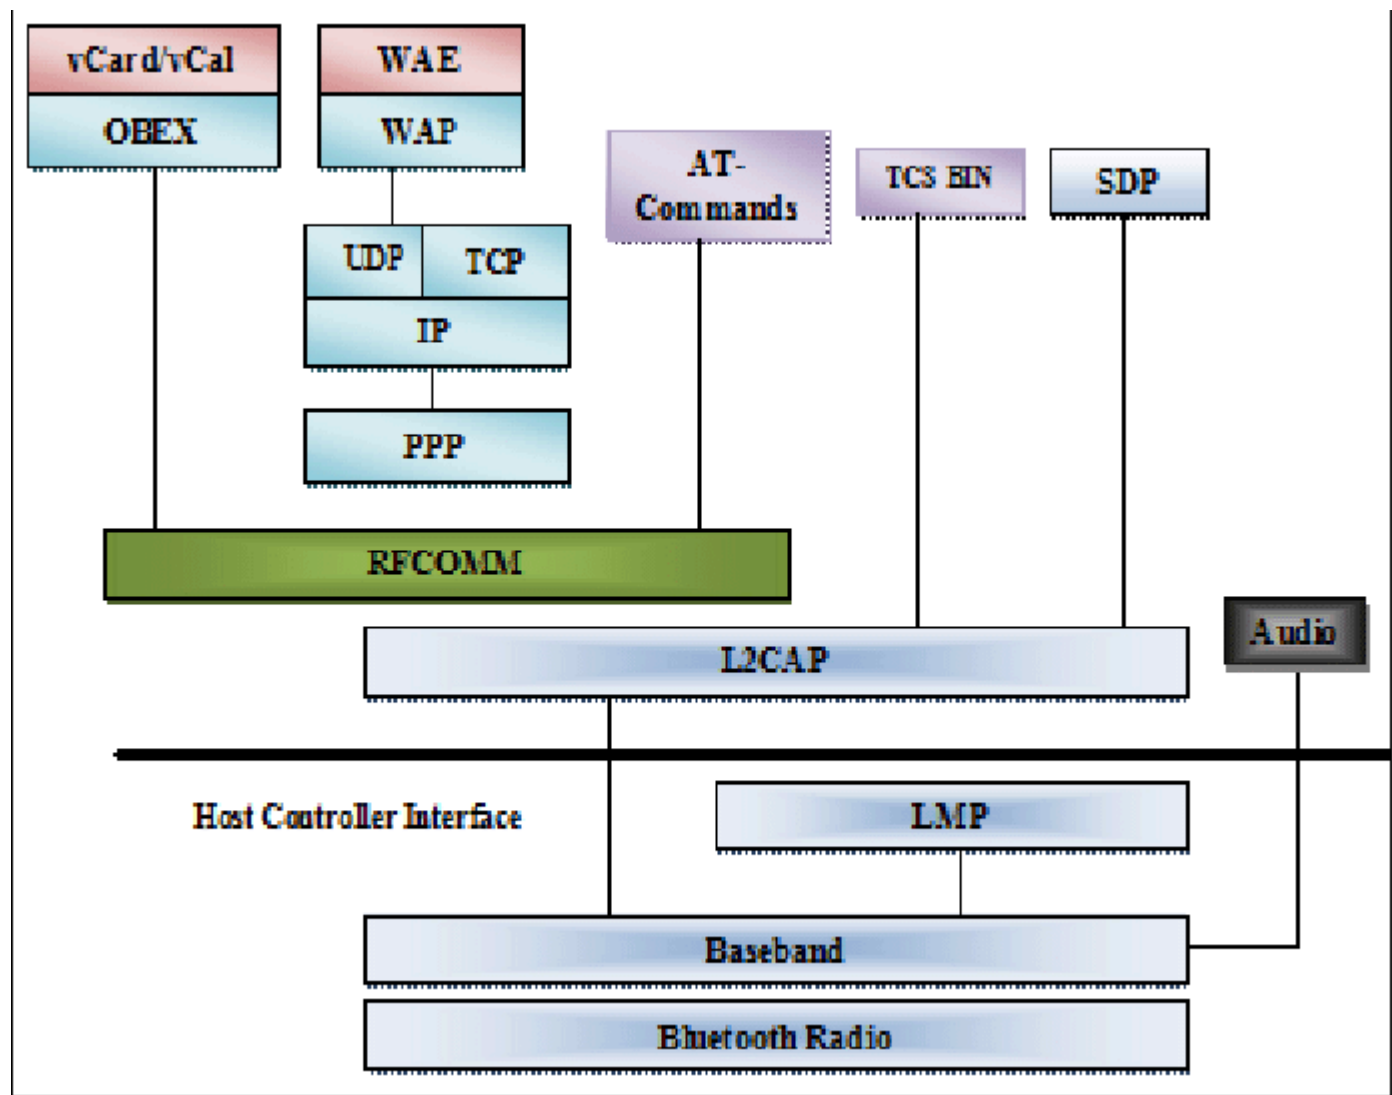 vCard/vCal
WAE
OBEX
WAP
AT-
Commands
TCS BIN
SDP
UDP
TCP
IP
PPP
RFCOMM
Audio
L2CAP
Host Controller Interface
LMP
Baseband
Bluetooth Radio